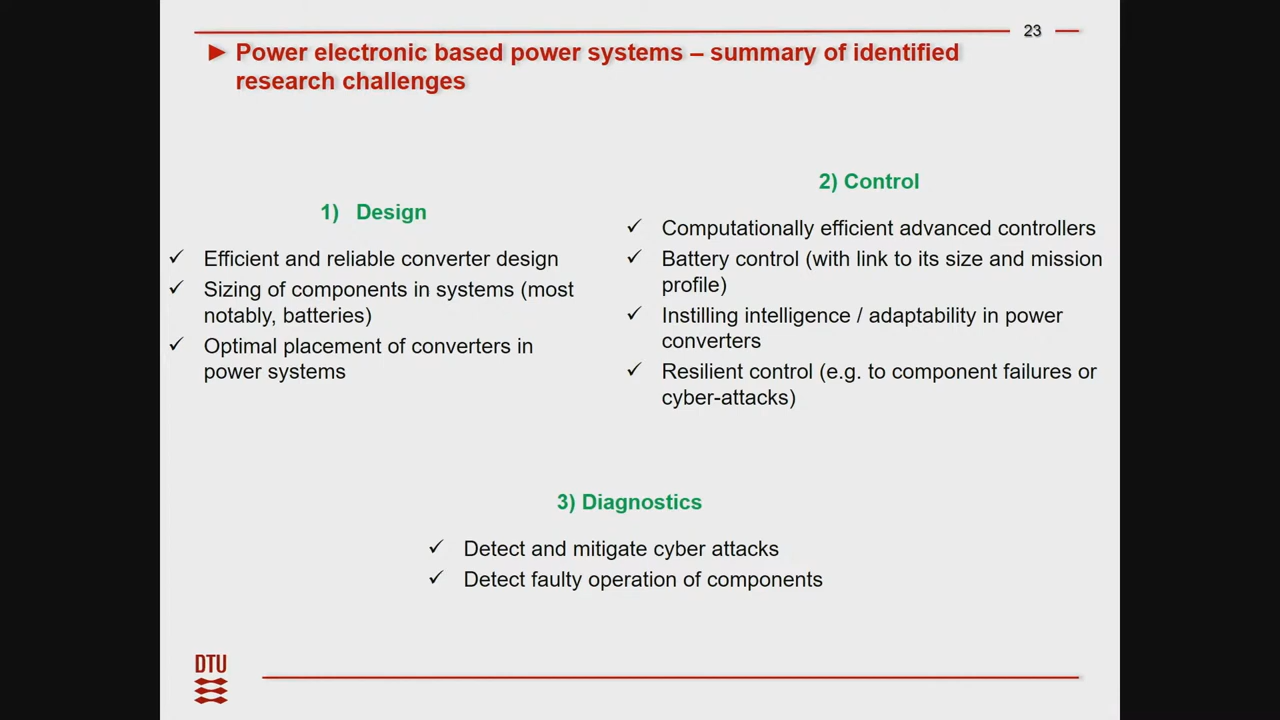 23
► Power electronic based power systems – summary of identified
research challenges
1) Design
✓ Efficient and reliable converter design
✓ Sizing of components in systems (most
notably, batteries)
✓ Optimal placement of converters in
power systems
2) Control
✓ Computationally efficient advanced controllers
✓ Battery control (with link to its size and mission
profile)
✓ Instilling intelligence / adaptability in power
converters
✓ Resilient control (e.g. to component failures or
cyber-attacks)
3) Diagnostics
✓ Detect and mitigate cyber attacks
✓ Detect faulty operation of components
DTU